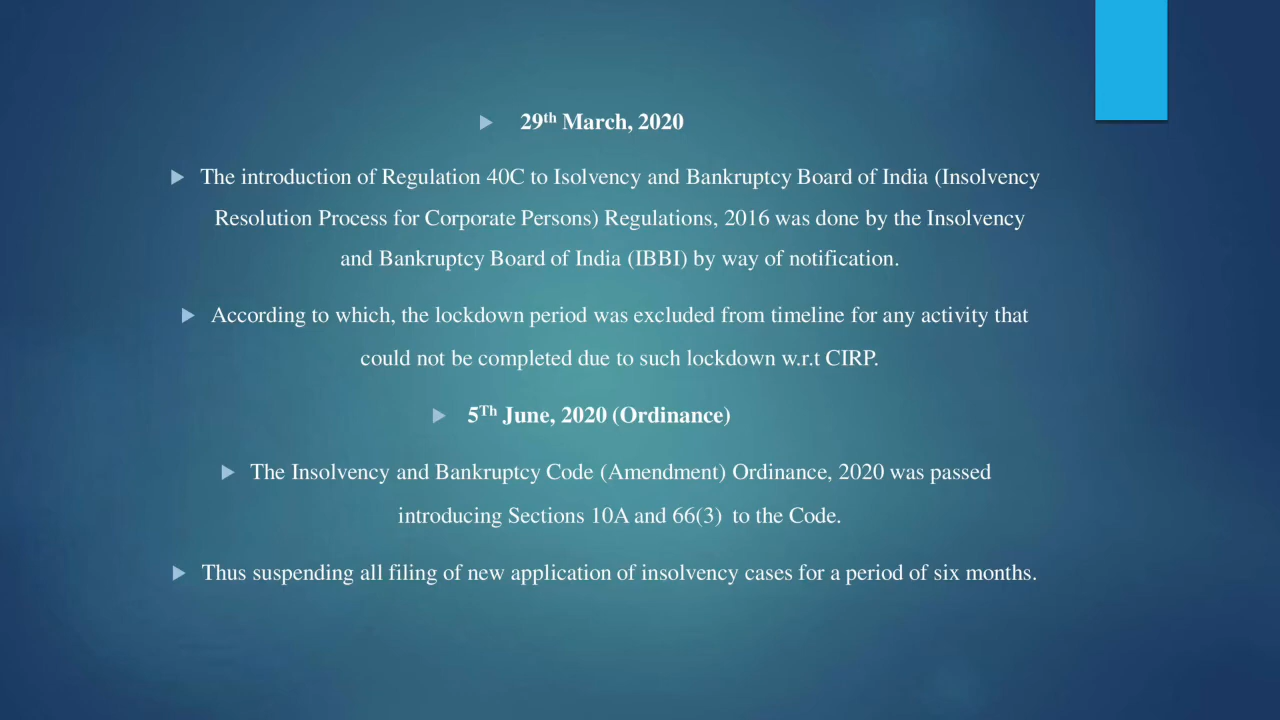 29th March, 2020
The introduction of Regulation 40C to Isolvency and Bankruptcy Board of India (Insolvency
Resolution Process for Corporate Persons) Regulations, 2016 was done by the Insolvency
and Bankruptcy Board of India (IBBI) by way of notification.
According to which, the lockdown period was excluded from timeline for any activity that
could not be completed due to such lockdown w.r.t CIRP.
5Th June, 2020 (Ordinance)
The Insolvency and Bankruptcy Code (Amendment) Ordinance, 2020 was passed
introducing Sections 10A and 66(3) to the Code.
Thus suspending all filing of new application of insolvency cases for a period of six months.